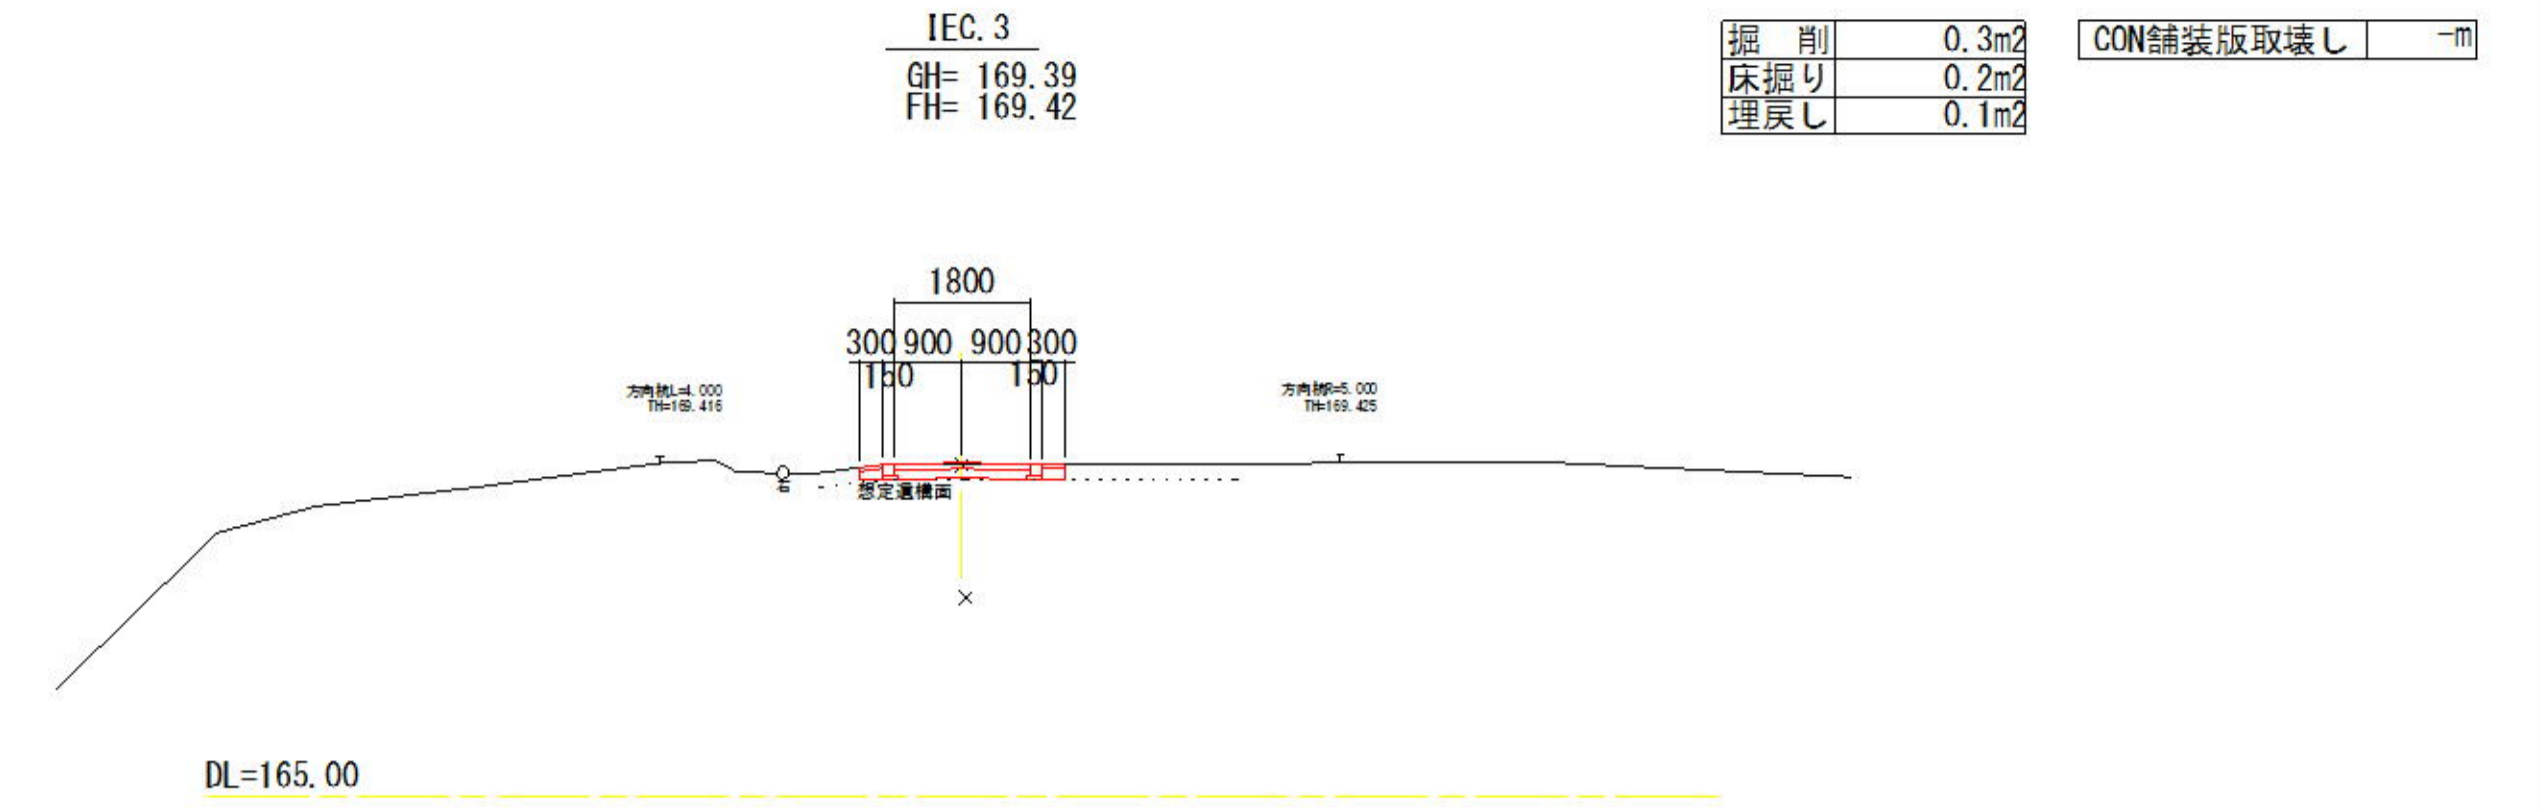 IEC.3
GH= 169.39
FH= 169.42
掘 削 0.3m2
床掘り 0.2m2
埋戻し 0.1m2
CON舗装版取壊し -m
1800
300 900 900 300
150 150
方向杭L=4.000
TH=169.416
方向杭R=5.000
TH=169.425
石
想定遺構面
DL=165.00